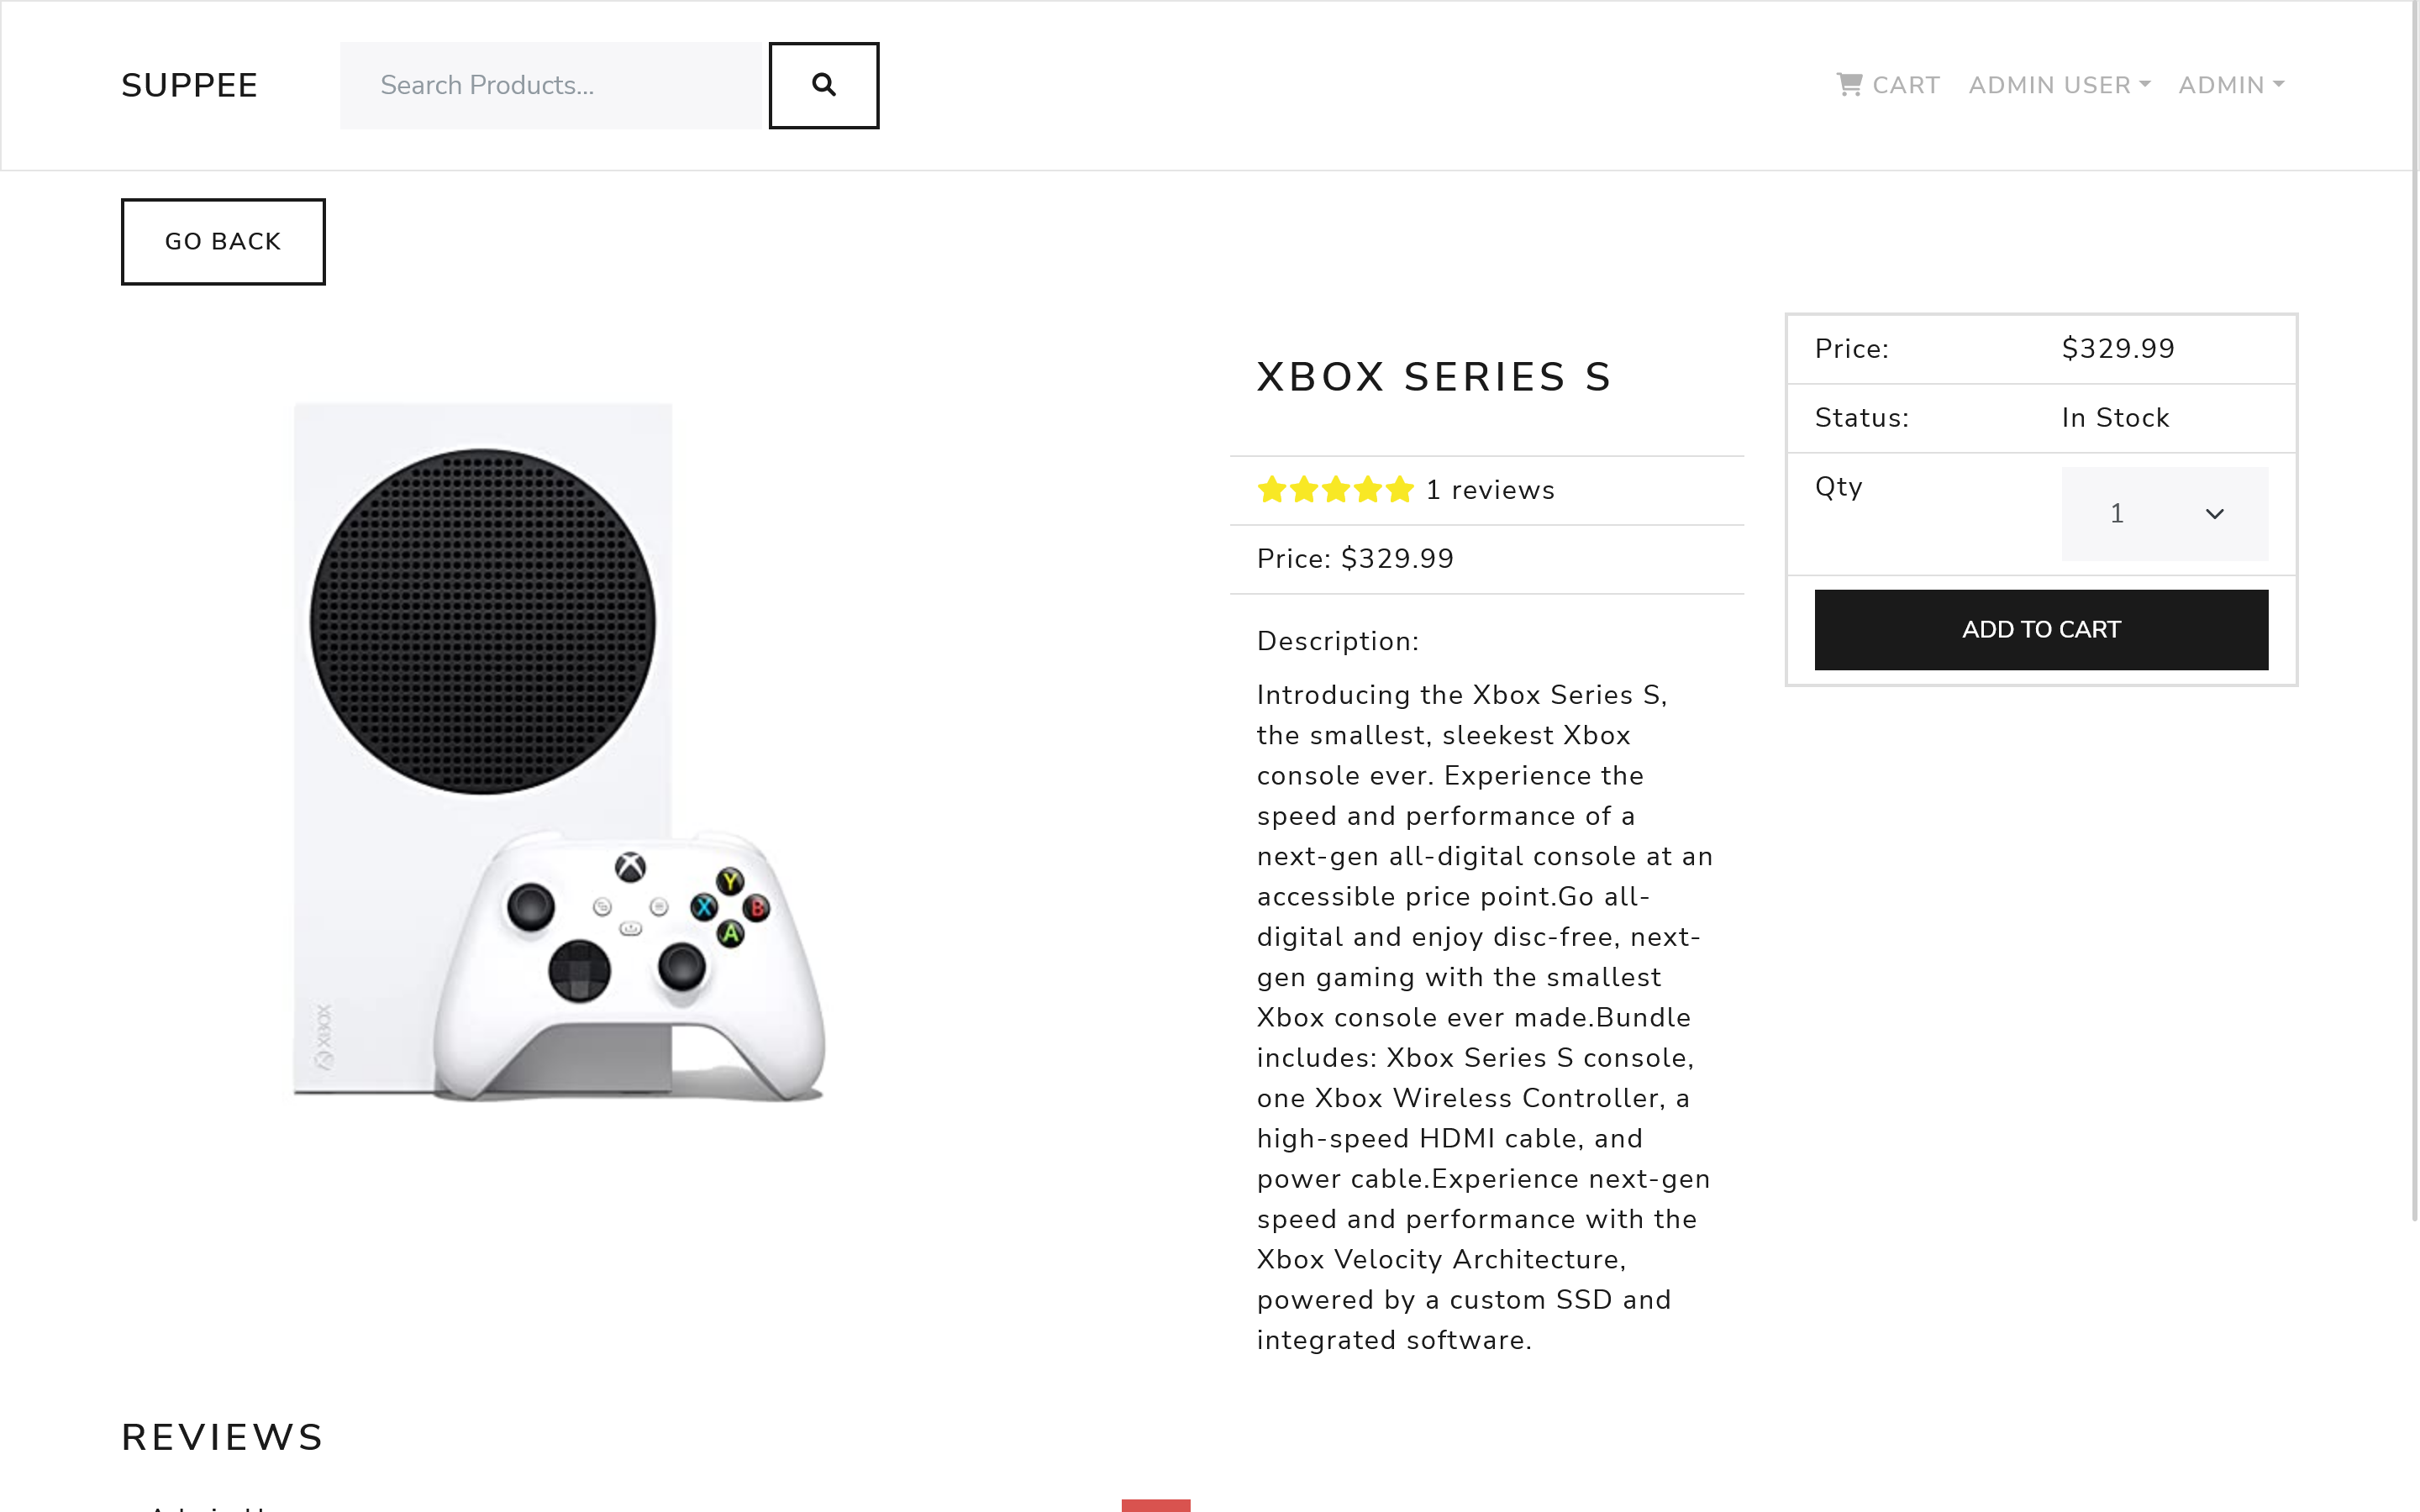 SUPPEE
Search Products...
CART
ADMIN USER
ADMIN
GO BACK
XBOX SERIES S
1 reviews
Price: $329.99
Description:
Introducing the Xbox Series S,
the smallest, sleekest Xbox
console ever. Experience the
speed and performance of a
next-gen all-digital console at an
accessible price point.Go all-
digital and enjoy disc-free, next-
gen gaming with the smallest
Xbox console ever made.Bundle
includes: Xbox Series S console,
one Xbox Wireless Controller, a
high-speed HDMI cable, and
power cable.Experience next-gen
speed and performance with the
Xbox Velocity Architecture,
powered by a custom SSD and
integrated software.
Price: $329.99
Status: In Stock
Qty 1
ADD TO CART
Y
X B
A
XBOX
REVIEWS